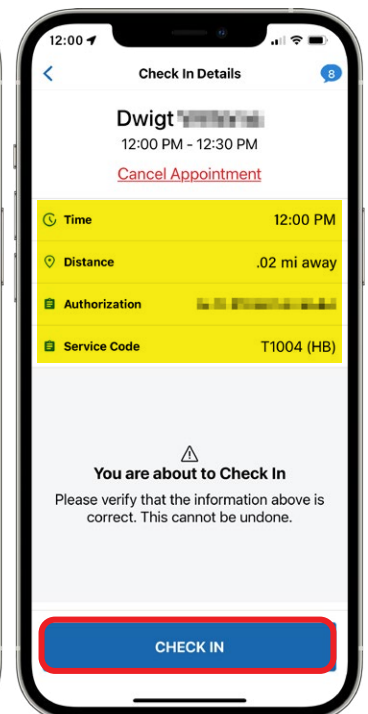 12:00
Check In Details
8
Dwigt
12:00 PM - 12:30 PM
Cancel Appointment
Time 12:00 PM
Distance .02 mi away
Authorization
Service Code T1004 (HB)
You are about to Check In
Please verify that the information above is
correct. This cannot be undone.
CHECK IN